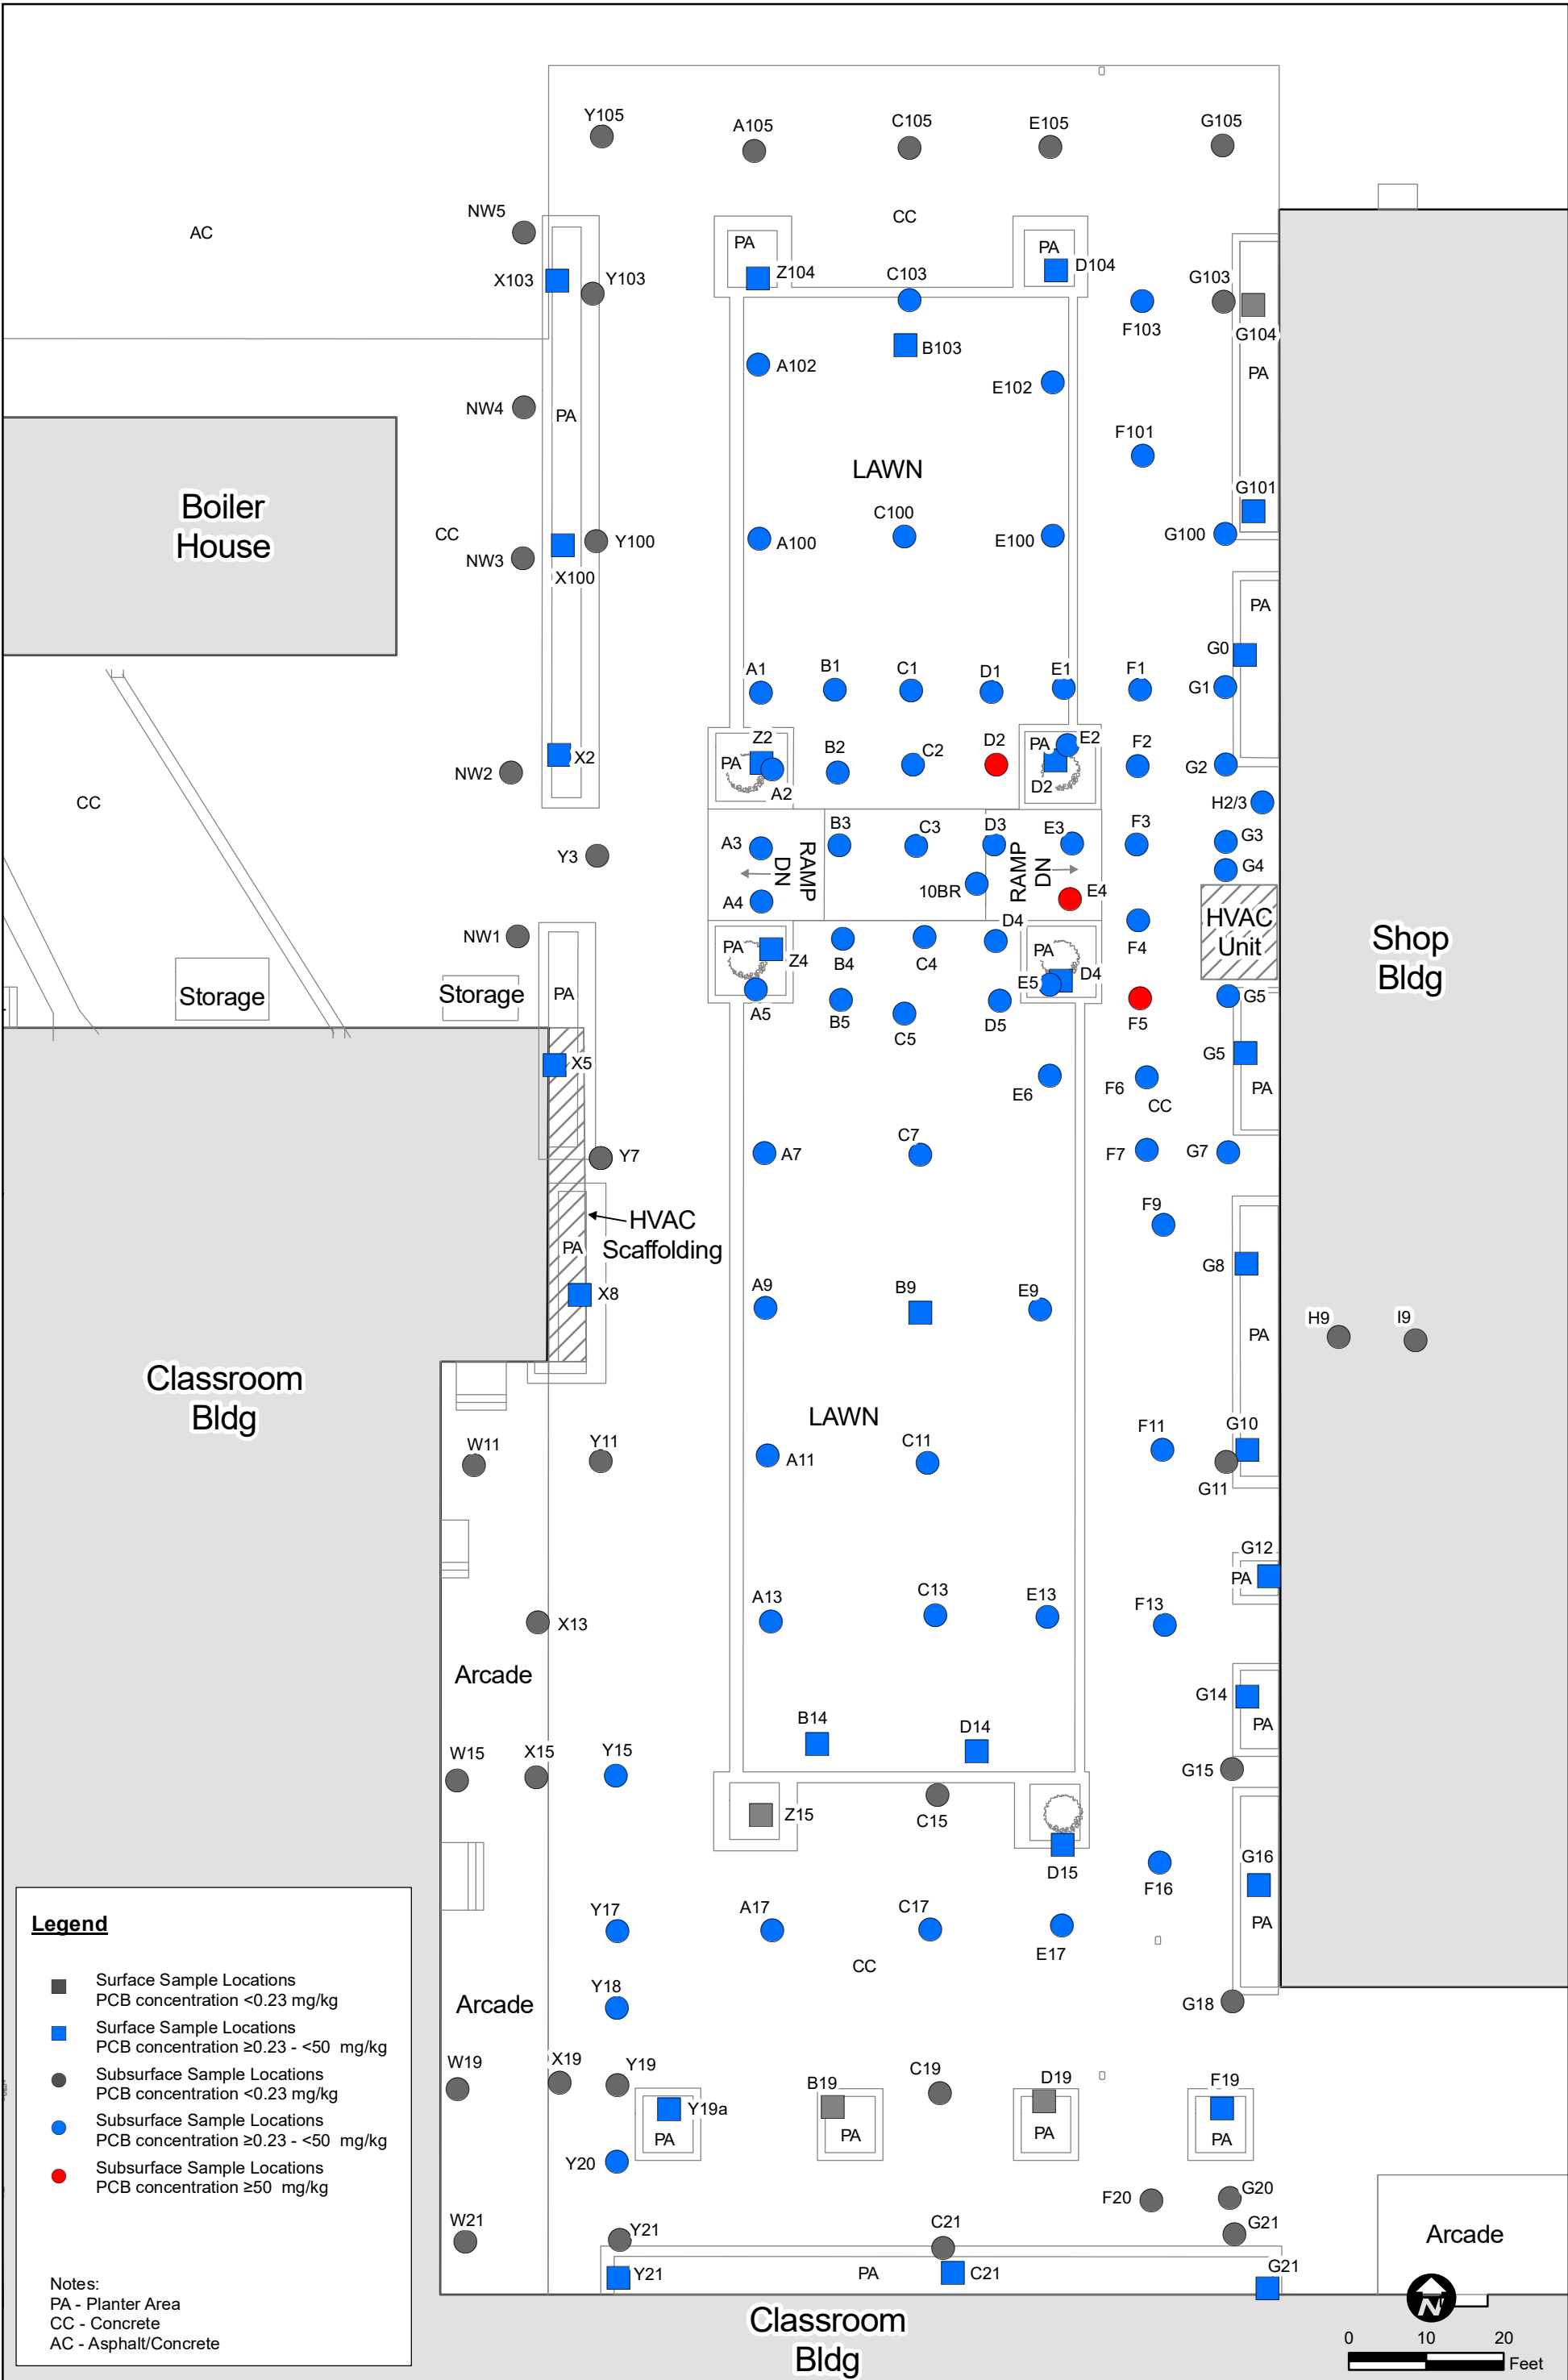 Y105
A105
C105
E105
G105
NW5
AC
CC
PA
PA
X103
Y103
Z104
C103
D104
G103
F103
G104
B103
A102
E102
PA
NW4
PA
F101
LAWN
Boiler
House
G101
CC
NW3
Y100
X100
A100
C100
E100
G100
PA
G0
A1
B1
C1
D1
E1
F1
G1
Z2
B2
C2
D2
PA
E2
F2
G2
X2
NW2
PA
A2
D2
CC
H2/3
A3
B3
C3
D3
E3
F3
G3
G4
Y3
RAMP
DN
RAMP
DN
10BR
A4
E4
HVAC
Unit
Shop
Bldg
NW1
D4
F4
PA
Z4
B4
C4
PA
D4
Storage
Storage
PA
A5
B5
C5
D5
E5
F5
G5
X5
G5
E6
F6
PA
CC
Y7
A7
C7
F7
G7
F9
HVAC
Scaffolding
PA
X8
G8
A9
B9
E9
PA
H9
I9
Classroom
Bldg
LAWN
W11
Y11
A11
C11
F11
G10
G11
G12
PA
X13
A13
C13
E13
F13
Arcade
G14
PA
B14
D14
W15
X15
Y15
G15
Z15
C15
D15
F16
G16
PA
Y17
A17
C17
E17
CC
Y18
Arcade
G18
W19
X19
Y19
Y19a
PA
B19
PA
C19
D19
PA
F19
PA
Y20
F20
G20
W21
Y21
C21
G21
Arcade
Y21
PA
C21
G21
Classroom
Bldg
Legend
Surface Sample Locations
PCB concentration <0.23 mg/kg
Surface Sample Locations
PCB concentration ≥0.23 - <50 mg/kg
Subsurface Sample Locations
PCB concentration <0.23 mg/kg
Subsurface Sample Locations
PCB concentration ≥0.23 - <50 mg/kg
Subsurface Sample Locations
PCB concentration ≥50 mg/kg
Notes:
PA - Planter Area
CC - Concrete
AC - Asphalt/Concrete
N
0 10 20
Feet